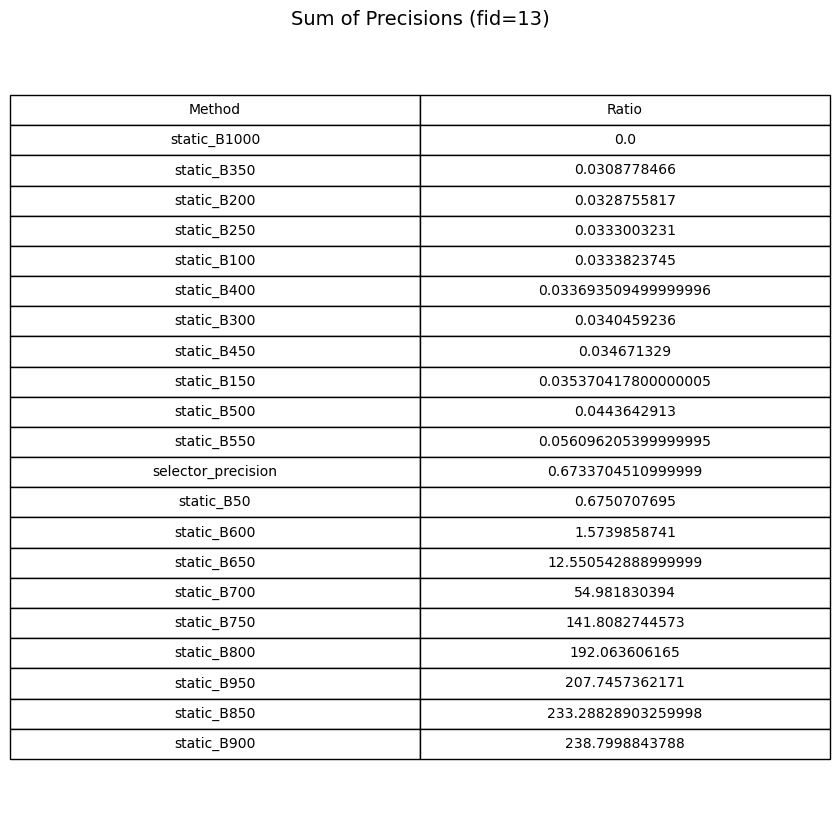 Sum of Precisions (fid=13)
Method Ratio
static_B1000 0.0
static_B350 0.0308778466
static_B200 0.0328755817
static_B250 0.0333003231
static_B100 0.0333823745
static_B400 0.033693509499999996
static_B300 0.0340459236
static_B450 0.034671329
static_B150 0.035370417800000005
static_B500 0.0443642913
static_B550 0.056096205399999995
selector_precision 0.6733704510999999
static_B50 0.6750707695
static_B600 1.5739858741
static_B650 12.550542888999999
static_B700 54.981830394
static_B750 141.8082744573
static_B800 192.063606165
static_B950 207.7457362171
static_B850 233.28828903259998
static_B900 238.7998843788